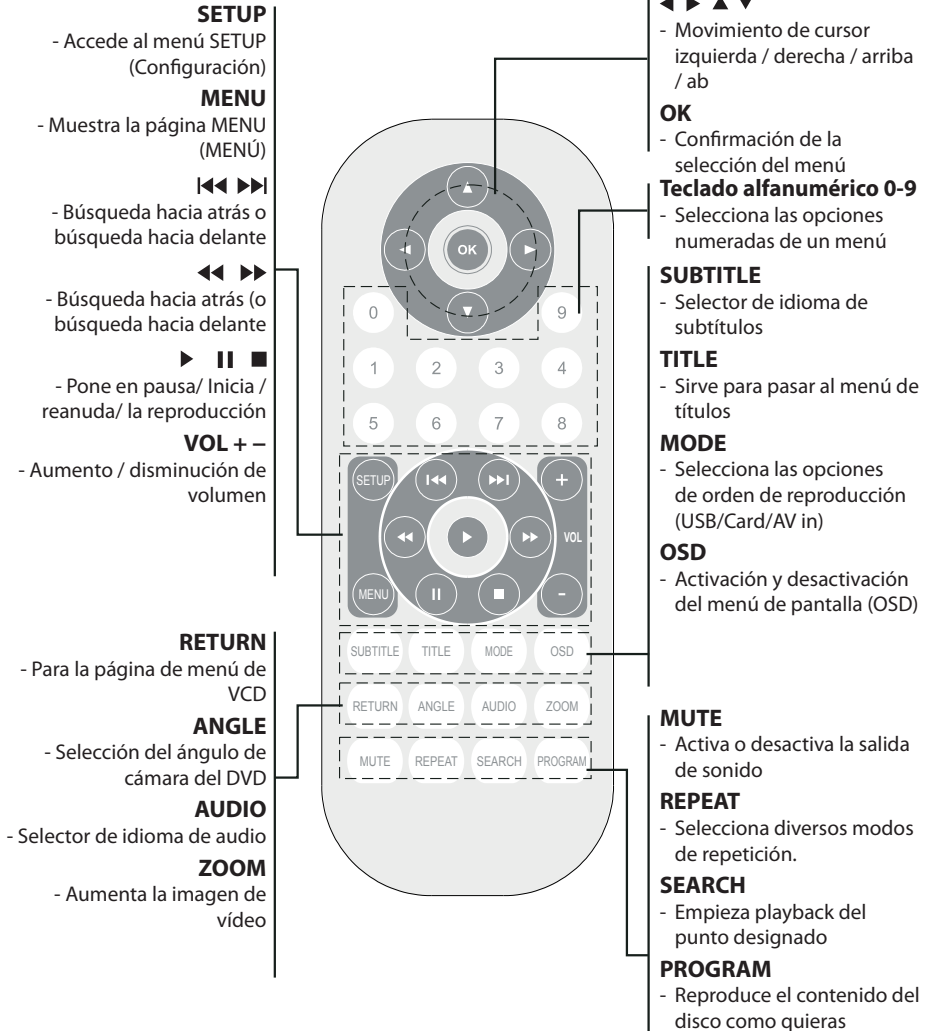 SETUP
- Accede al menú SETUP
(Configuración)
MENU
- Muestra la página MENU
(MENÚ)
- Búsqueda hacia atrás o
búsqueda hacia delante
- Búsqueda hacia atrás (o
búsqueda hacia delante
- Pone en pausa/ Inicia /
reanuda/ la reproducción
VOL + –
- Aumento / disminución de
volumen
RETURN
- Para la página de menú de
VCD
ANGLE
- Selección del ángulo de
cámara del DVD
AUDIO
- Selector de idioma de audio
ZOOM
- Aumenta la imagen de
vídeo
OK
0 9
1 2 3 4
5 6 7 8
SETUP +
VOL
MENU -
SUBTITLE TITLE MODE OSD
RETURN ANGLE AUDIO ZOOM
MUTE REPEAT SEARCH PROGRAM
- Movimiento de cursor
izquierda / derecha / arriba
/ ab
OK
- Confirmación de la
selección del menú
Teclado alfanumérico 0-9
- Selecciona las opciones
numeradas de un menú
SUBTITLE
- Selector de idioma de
subtítulos
TITLE
- Sirve para pasar al menú de
títulos
MODE
- Selecciona las opciones
de orden de reproducción
(USB/Card/AV in)
OSD
- Activación y desactivación
del menú de pantalla (OSD)
MUTE
- Activa o desactiva la salida
de sonido
REPEAT
- Selecciona diversos modos
de repetición.
SEARCH
- Empieza playback del
punto designado
PROGRAM
- Reproduce el contenido del
disco como quieras